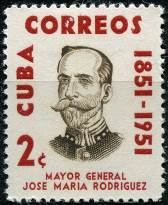 CORREOS
CUBA
1851-1951
2¢
MAYOR GENERAL
JOSE MARIA RODRIGUEZ